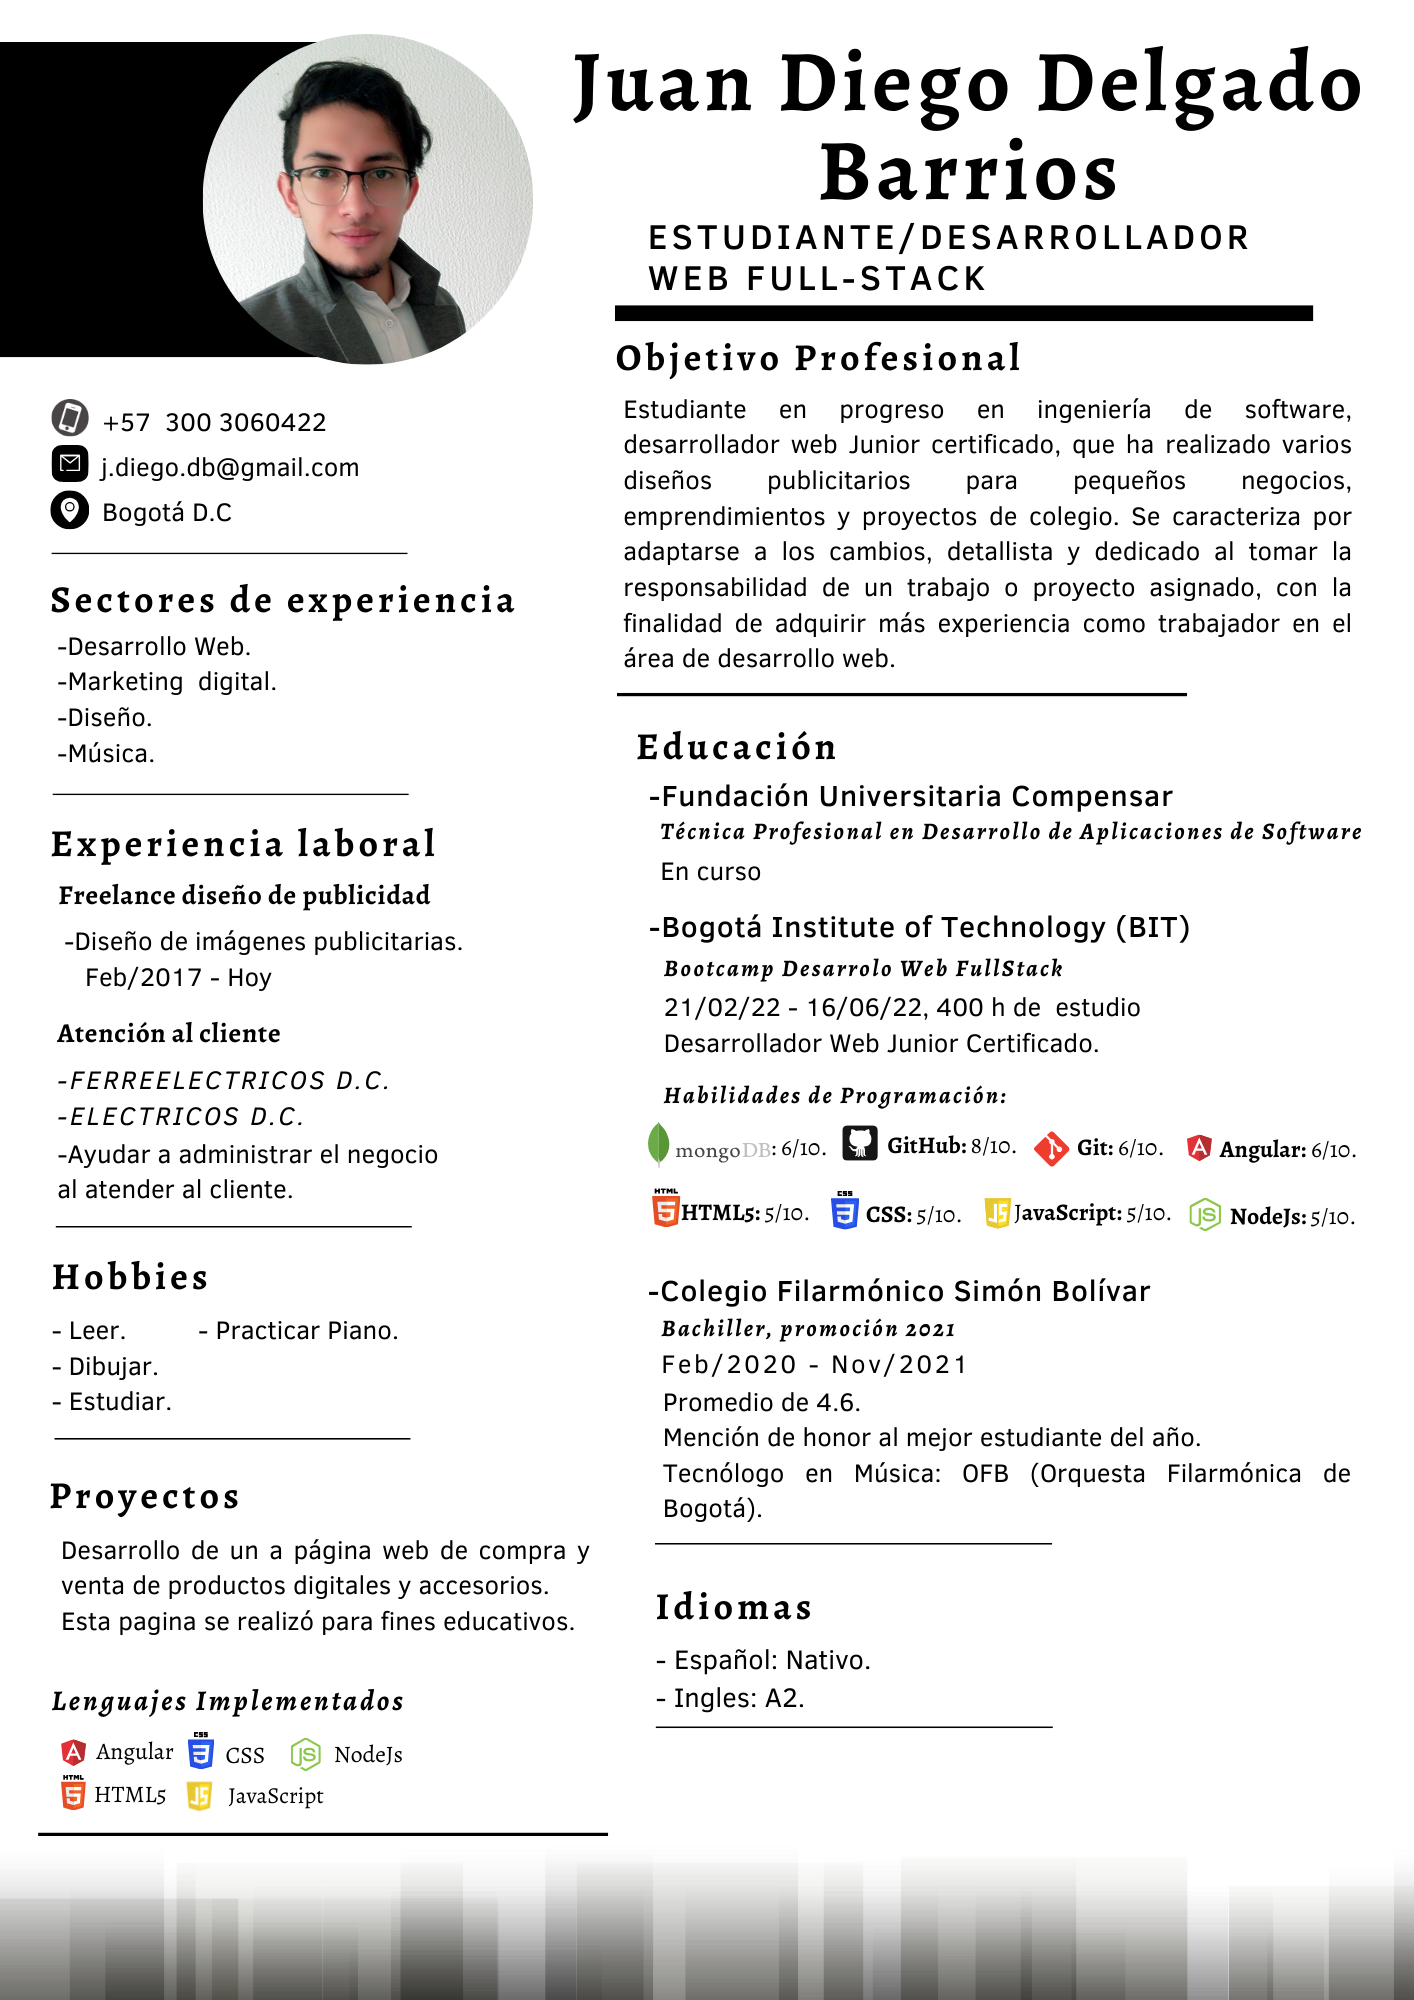 Juan Diego Delgado
Barrios
ESTUDIANTE/DESARROLLADOR
WEB FULL-STACK
+57 300 3060422
j.diego.db@gmail.com
Bogotá D.C
Sectores de experiencia
-Desarrollo Web.
-Marketing digital.
-Diseño.
-Música.
Experiencia laboral
Freelance diseño de publicidad
-Diseño de imágenes publicitarias.
Feb/2017 - Hoy
Atención al cliente
-FERREELECTRICOS D.C.
-ELECTRICOS D.C.
-Ayudar a administrar el negocio
al atender al cliente.
Hobbies
- Leer. - Practicar Piano.
- Dibujar.
- Estudiar.
Proyectos
Desarrollo de un a página web de compra y
venta de productos digitales y accesorios.
Esta pagina se realizó para fines educativos.
Lenguajes Implementados
Angular CSS NodeJs
HTML5 JavaScript
Objetivo Profesional
Estudiante en progreso en ingeniería de software,
desarrollador web Junior certificado, que ha realizado varios
diseños publicitarios para pequeños negocios,
emprendimientos y proyectos de colegio. Se caracteriza por
adaptarse a los cambios, detallista y dedicado al tomar la
responsabilidad de un trabajo o proyecto asignado, con la
finalidad de adquirir más experiencia como trabajador en el
área de desarrollo web.
Educación
-Fundación Universitaria Compensar
Técnica Profesional en Desarrollo de Aplicaciones de Software
En curso
-Bogotá Institute of Technology (BIT)
Bootcamp Desarrolo Web FullStack
21/02/22 - 16/06/22, 400 h de estudio
Desarrollador Web Junior Certificado.
Habilidades de Programación:
mongoDB: 6/10. GitHub: 8/10. Git: 6/10. Angular: 6/10.
HTML5: 5/10. CSS: 5/10. JavaScript: 5/10. NodeJs: 5/10.
-Colegio Filarmónico Simón Bolívar
Bachiller, promoción 2021
Feb/2020 - Nov/2021
Promedio de 4.6.
Mención de honor al mejor estudiante del año.
Tecnólogo en Música: OFB (Orquesta Filarmónica de
Bogotá).
Idiomas
- Español: Nativo.
- Ingles: A2.